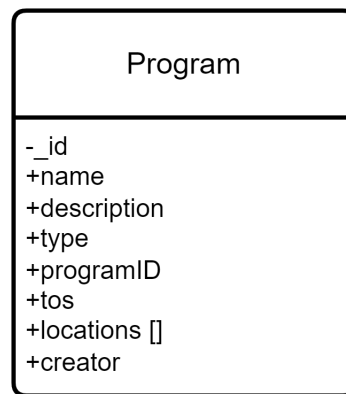 Program
-_id
+name
+description
+type
+programID
+tos
+locations []
+creator